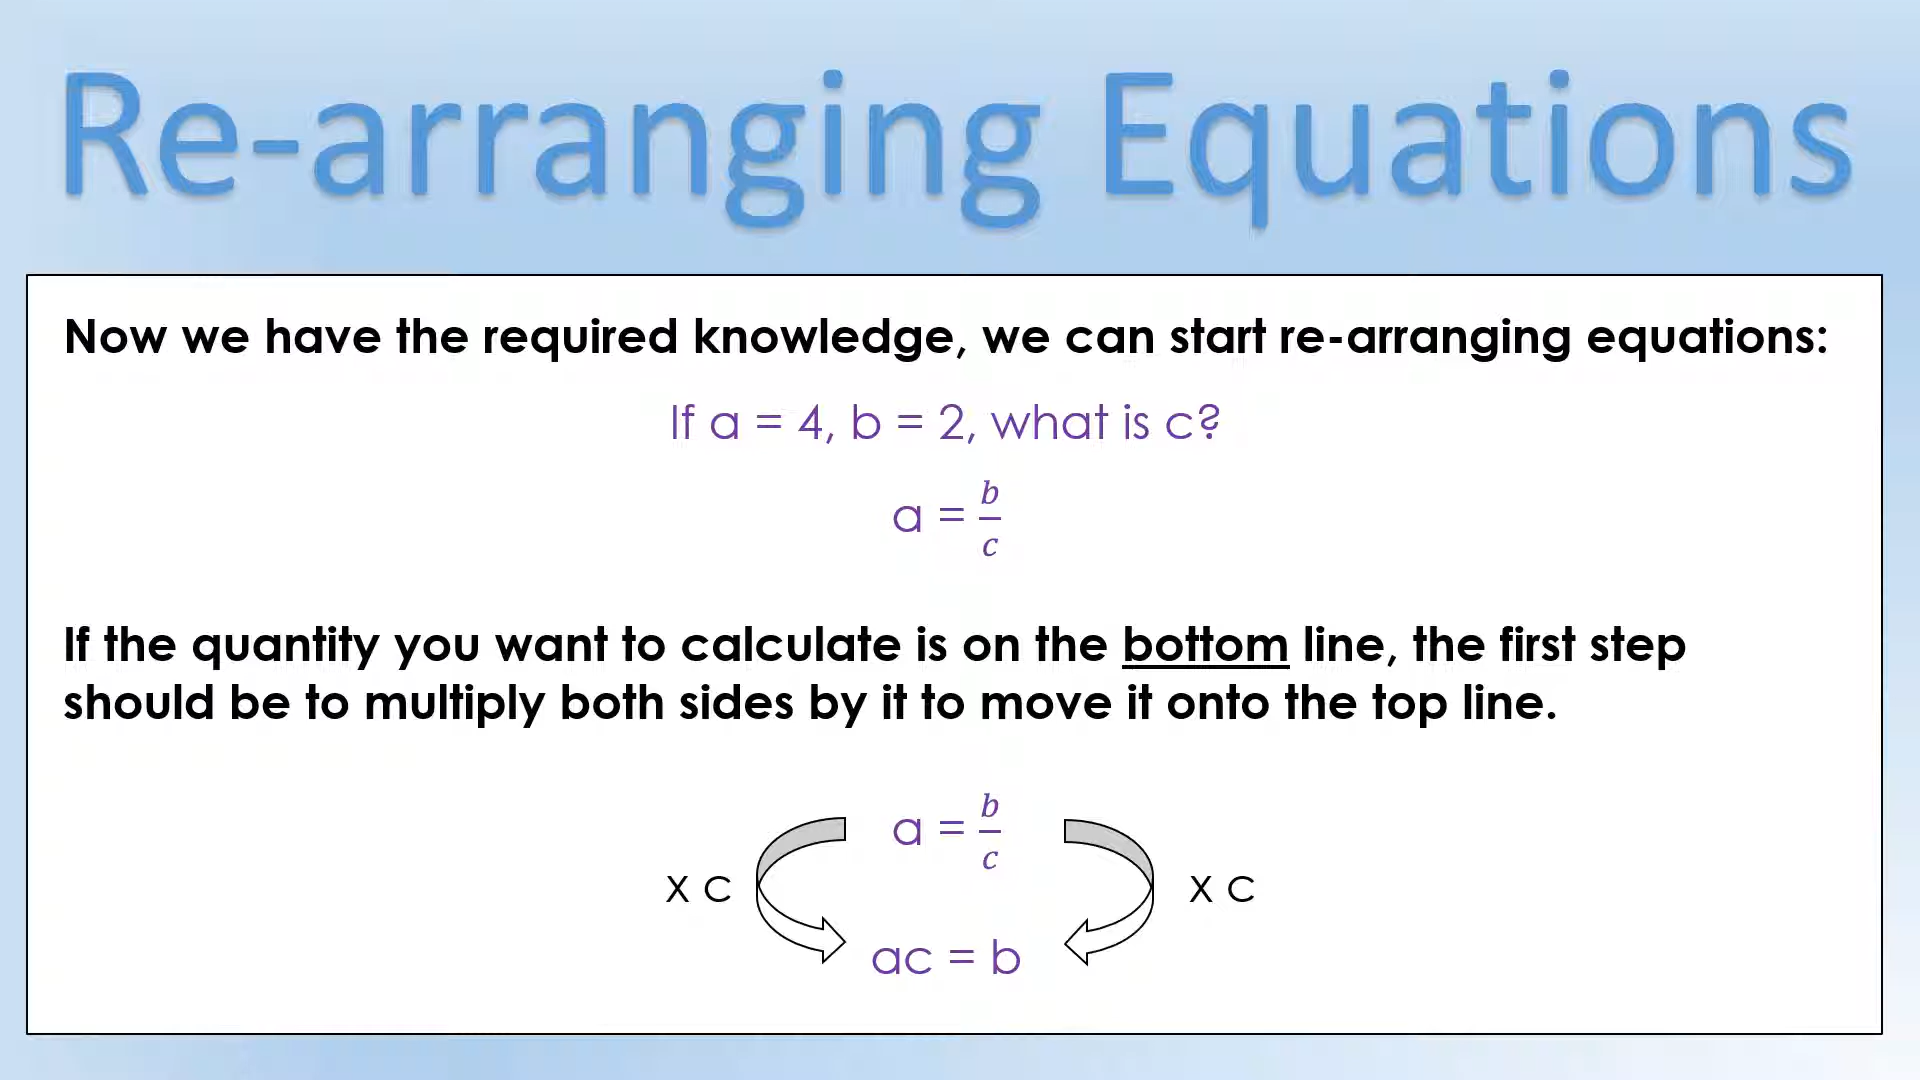 Re-arranging Equations
Now we have the required knowledge, we can start re-arranging equations:
If a = 4, b = 2, what is c?
a = b/c
If the quantity you want to calculate is on the bottom line, the first step
should be to multiply both sides by it to move it onto the top line.
a = b/c
X C X C
ac = b